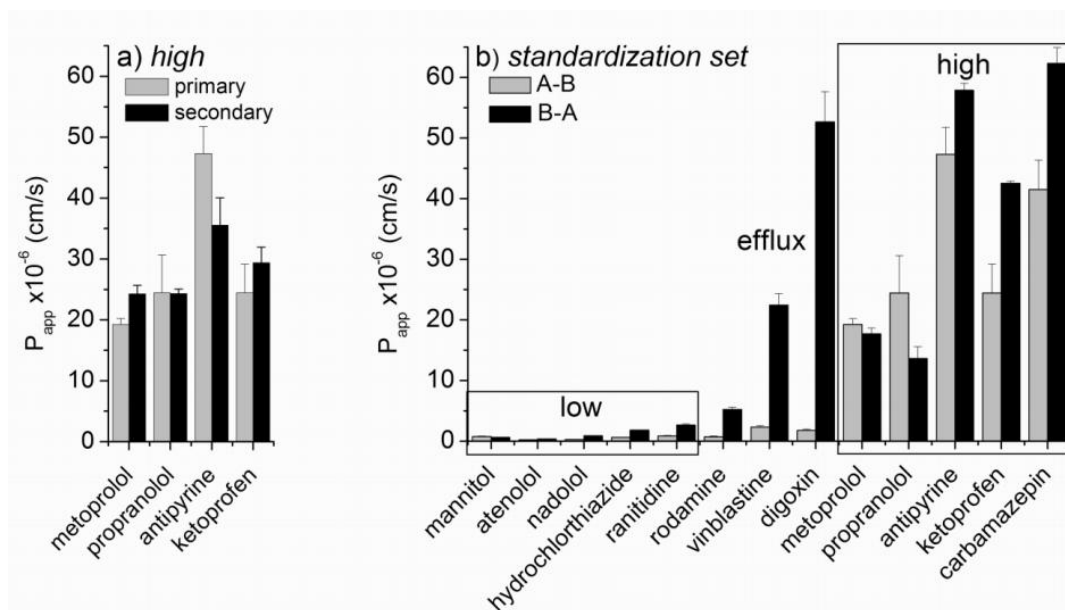 a) high
primary
secondary
60
50
40
30
20
10
0
P_app x10^-6 (cm/s)
metoprolol
propranolol
antipyrine
ketoprofen
b) standardization set
A-B
B-A
60
50
40
30
20
10
0
P_app x10^-6 (cm/s)
low
efflux
high
mannitol
atenolol
nadolol
hydrochlorthiazide
ranitidine
rodamine
vinblastine
digoxin
metoprolol
propranolol
antipyrine
ketoprofen
carbamazepin